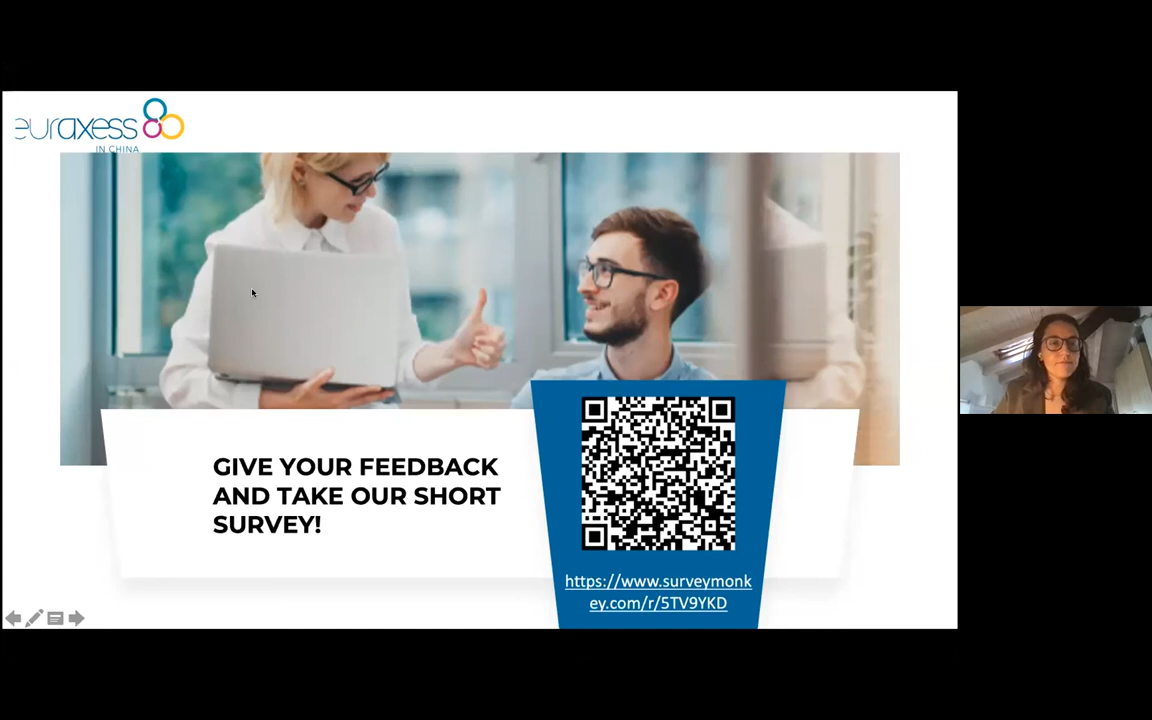 euraxess
IN CHINA
GIVE YOUR FEEDBACK
AND TAKE OUR SHORT
SURVEY!
https://www.surveymonk
ey.com/r/5TV9YKD